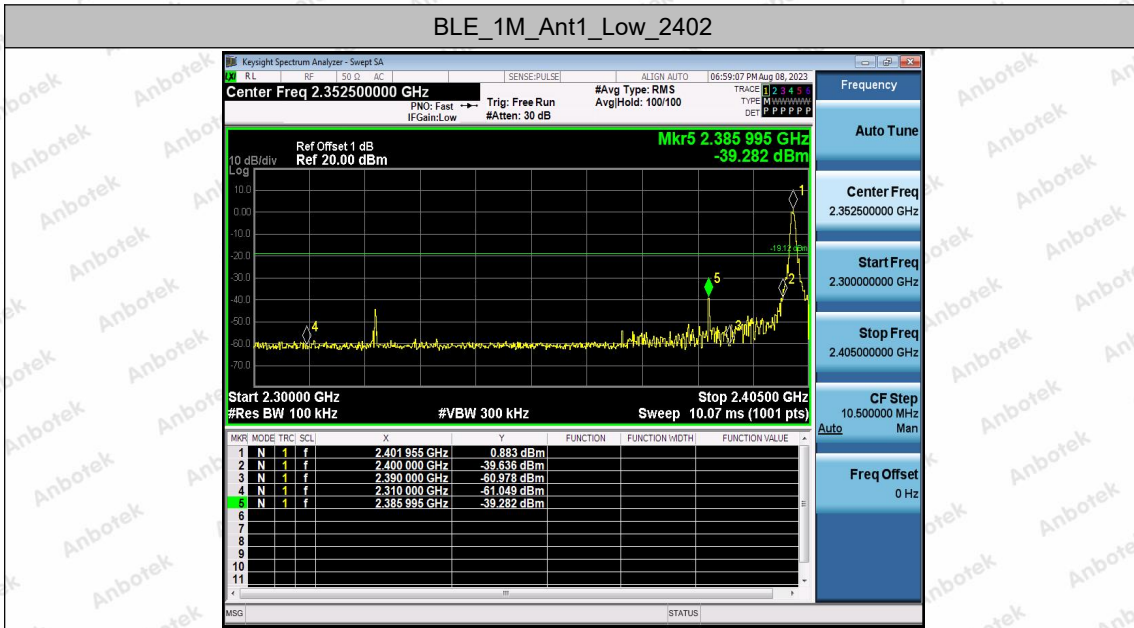 BLE_1M_Ant1_Low_2402
Keysight Spectrum Analyzer - Swept SA
RL RF 50 Ω AC SENSE:PULSE ALIGN AUTO 06:59:07 PM Aug 08, 2023
Center Freq 2.352500000 GHz
PNO: Fast
IFGain:Low
Trig: Free Run
#Atten: 30 dB
#Avg Type: RMS
Avg|Hold: 100/100
TRACE 1 2 3 4 5 6
TYPE M WWWWW
DET P P P P P P
Mkr5 2.385 995 GHz
-39.282 dBm
Ref Offset 1 dB
10 dB/div Ref 20.00 dBm
Log
10.0
0.00
-10.0
-20.0
-30.0
-40.0
-50.0
-60.0
-70.0
1
-19.12 dBm
5
2
3
4
Start 2.30000 GHz Stop 2.40500 GHz
#Res BW 100 kHz #VBW 300 kHz Sweep 10.07 ms (1001 pts)
MKR MODE TRC SCL X Y FUNCTION FUNCTION WIDTH FUNCTION VALUE
1 N 1 f 2.401 955 GHz 0.883 dBm
2 N 1 f 2.400 000 GHz -39.636 dBm
3 N 1 f 2.390 000 GHz -60.978 dBm
4 N 1 f 2.310 000 GHz -61.049 dBm
5 N 1 f 2.385 995 GHz -39.282 dBm
6
7
8
9
10
11
MSG STATUS
Frequency
Auto Tune
Center Freq
2.352500000 GHz
Start Freq
2.300000000 GHz
Stop Freq
2.405000000 GHz
CF Step
10.500000 MHz
Auto Man
Freq Offset
0 Hz
Anbotek